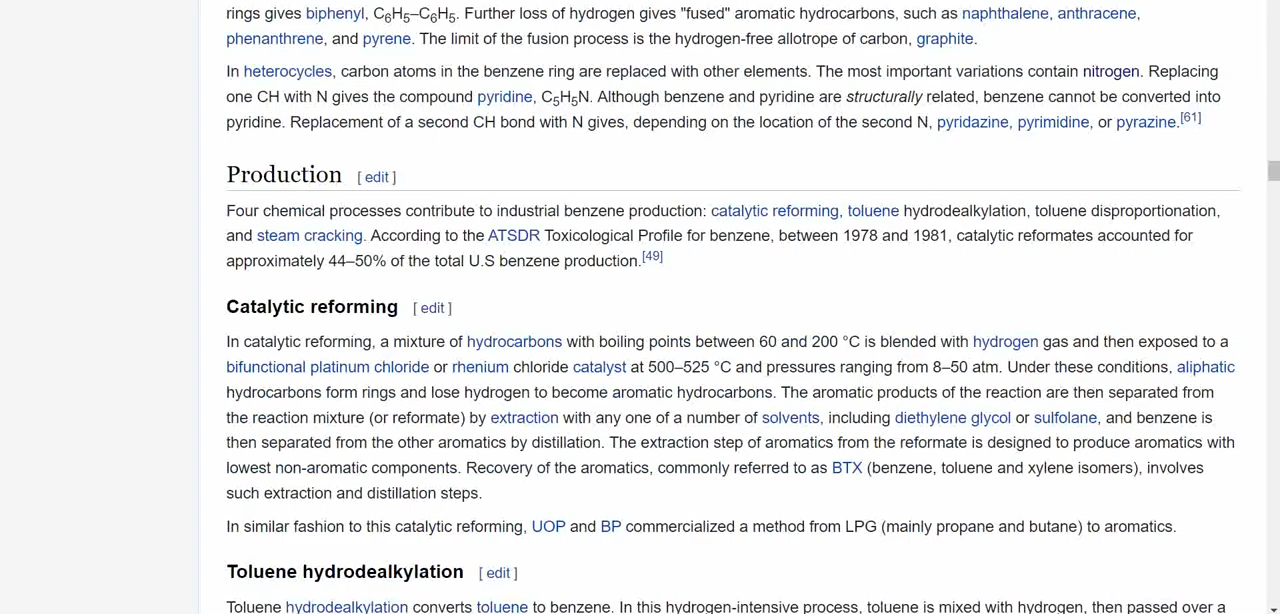 rings gives biphenyl, C₆H₅–C₆H₅. Further loss of hydrogen gives "fused" aromatic hydrocarbons, such as naphthalene, anthracene,
phenanthrene, and pyrene. The limit of the fusion process is the hydrogen-free allotrope of carbon, graphite.
In heterocycles, carbon atoms in the benzene ring are replaced with other elements. The most important variations contain nitrogen. Replacing
one CH with N gives the compound pyridine, C₅H₅N. Although benzene and pyridine are structurally related, benzene cannot be converted into
pyridine. Replacement of a second CH bond with N gives, depending on the location of the second N, pyridazine, pyrimidine, or pyrazine.[61]
Production [ edit ]
Four chemical processes contribute to industrial benzene production: catalytic reforming, toluene hydrodealkylation, toluene disproportionation,
and steam cracking. According to the ATSDR Toxicological Profile for benzene, between 1978 and 1981, catalytic reformates accounted for
approximately 44–50% of the total U.S benzene production.[49]
Catalytic reforming [ edit ]
In catalytic reforming, a mixture of hydrocarbons with boiling points between 60 and 200 °C is blended with hydrogen gas and then exposed to a
bifunctional platinum chloride or rhenium chloride catalyst at 500–525 °C and pressures ranging from 8–50 atm. Under these conditions, aliphatic
hydrocarbons form rings and lose hydrogen to become aromatic hydrocarbons. The aromatic products of the reaction are then separated from
the reaction mixture (or reformate) by extraction with any one of a number of solvents, including diethylene glycol or sulfolane, and benzene is
then separated from the other aromatics by distillation. The extraction step of aromatics from the reformate is designed to produce aromatics with
lowest non-aromatic components. Recovery of the aromatics, commonly referred to as BTX (benzene, toluene and xylene isomers), involves
such extraction and distillation steps.
In similar fashion to this catalytic reforming, UOP and BP commercialized a method from LPG (mainly propane and butane) to aromatics.
Toluene hydrodealkylation [ edit ]
Toluene hydrodealkylation converts toluene to benzene. In this hydrogen-intensive process, toluene is mixed with hydrogen, then passed over a